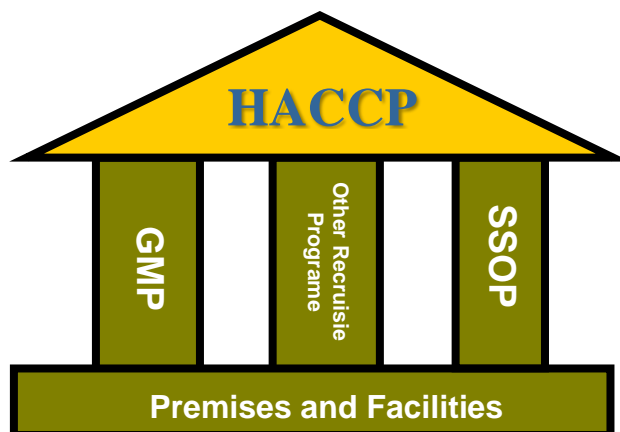 HACCP
GMP
Other Recruisie
Programe
SSOP
Premises and Facilities